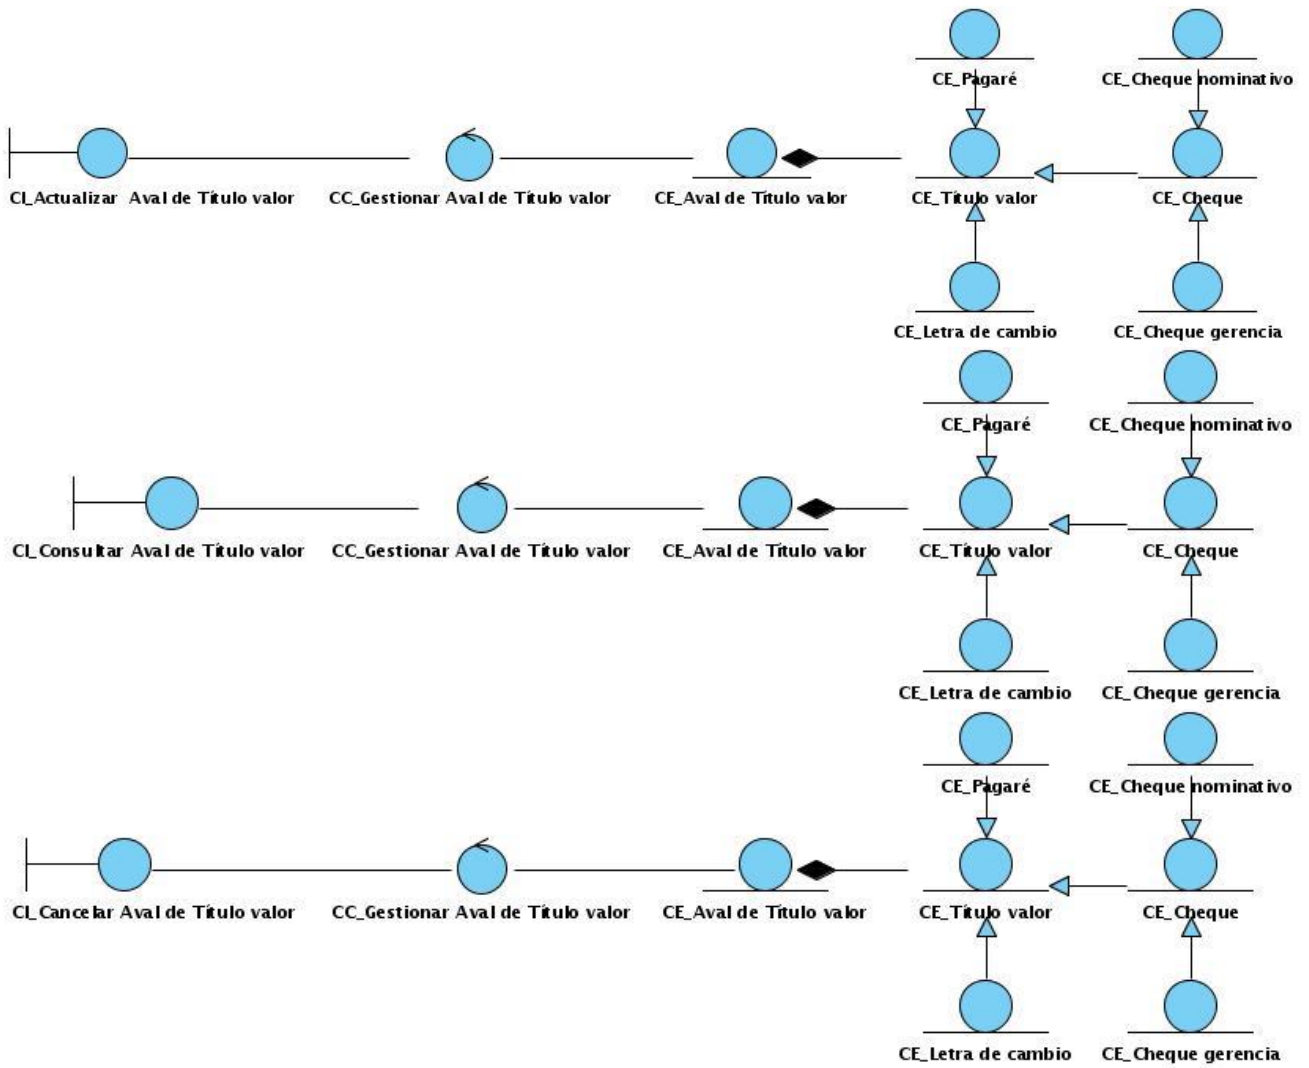 CE_Pagaré CE_Cheque nominativo
CI_Actualizar Aval de Título valor CC_Gestionar Aval de Título valor CE_Aval de Título valor CE_Título valor CE_Cheque
CE_Letra de cambio CE_Cheque gerencia
CE_Pagaré CE_Cheque nominativo
CI_Consultar Aval de Título valor CC_Gestionar Aval de Título valor CE_Aval de Título valor CE_Título valor CE_Cheque
CE_Letra de cambio CE_Cheque gerencia
CE_Pagaré CE_Cheque nominativo
CI_Cancelar Aval de Título valor CC_Gestionar Aval de Título valor CE_Aval de Título valor CE_Título valor CE_Cheque
CE_Letra de cambio CE_Cheque gerencia